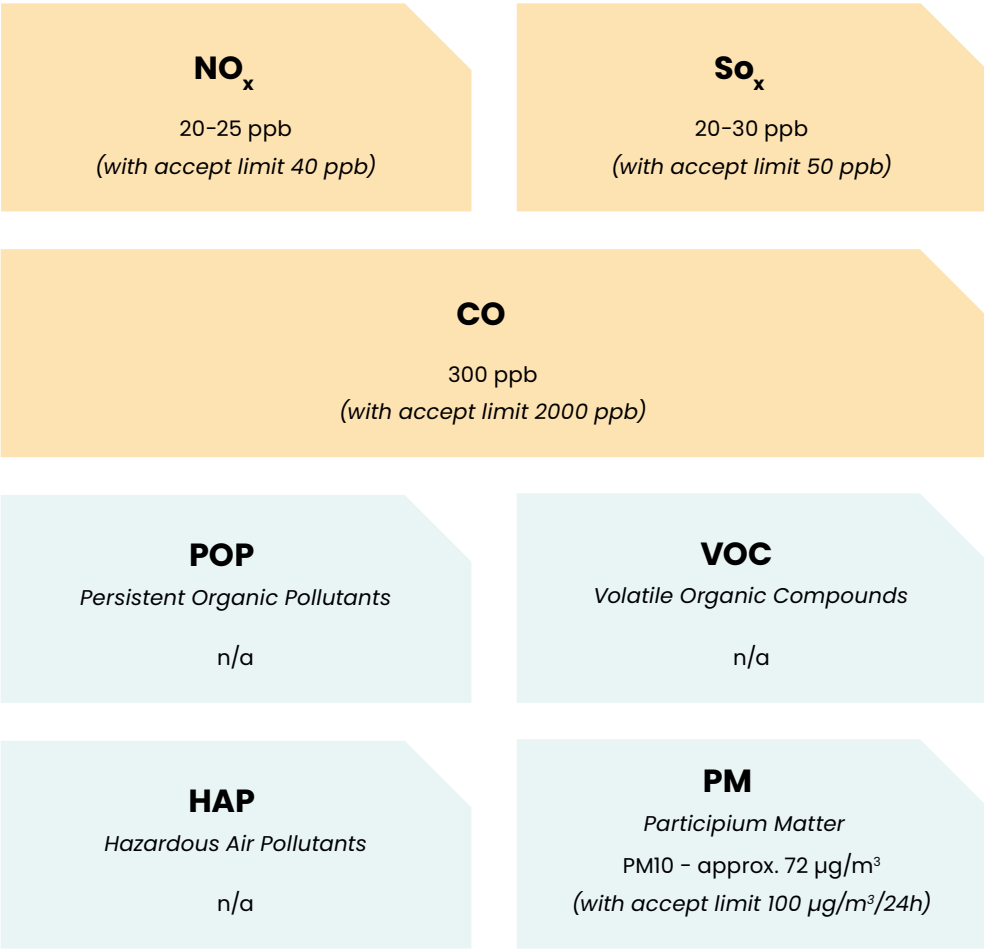 NOx
20-25 ppb
(with accept limit 40 ppb)
Sox
20-30 ppb
(with accept limit 50 ppb)
CO
300 ppb
(with accept limit 2000 ppb)
POP
Persistent Organic Pollutants
n/a
VOC
Volatile Organic Compounds
n/a
HAP
Hazardous Air Pollutants
n/a
PM
Participium Matter
PM10 - approx. 72 µg/m³
(with accept limit 100 µg/m³/24h)